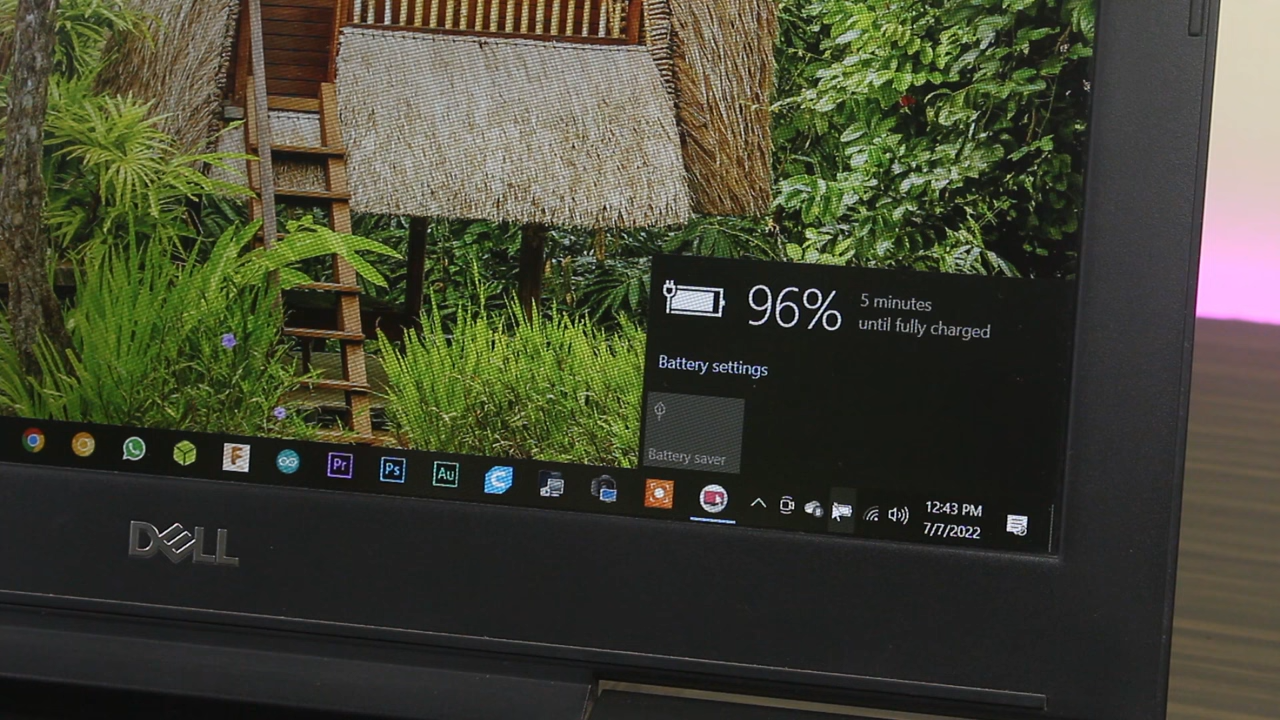 96%
5 minutes
until fully charged
Battery settings
Battery saver
F
Pr
Ps
Au
C
12:43 PM
7/7/2022
DELL